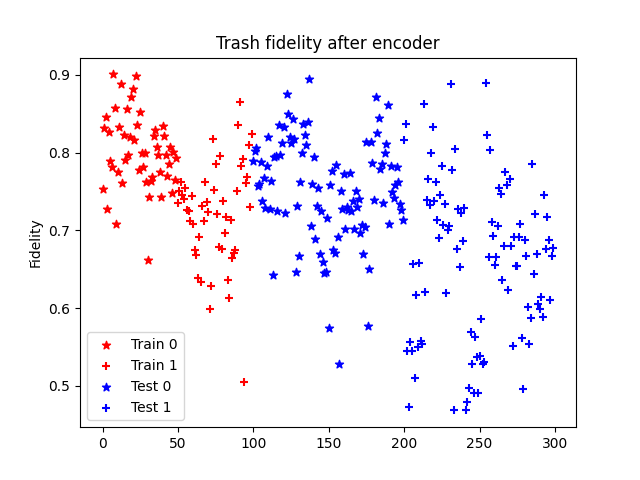 Trash fidelity after encoder
0.9
0.8
0.7
0.6
0.5
Fidelity
Train 0
Train 1
Test 0
Test 1
0 50 100 150 200 250 300